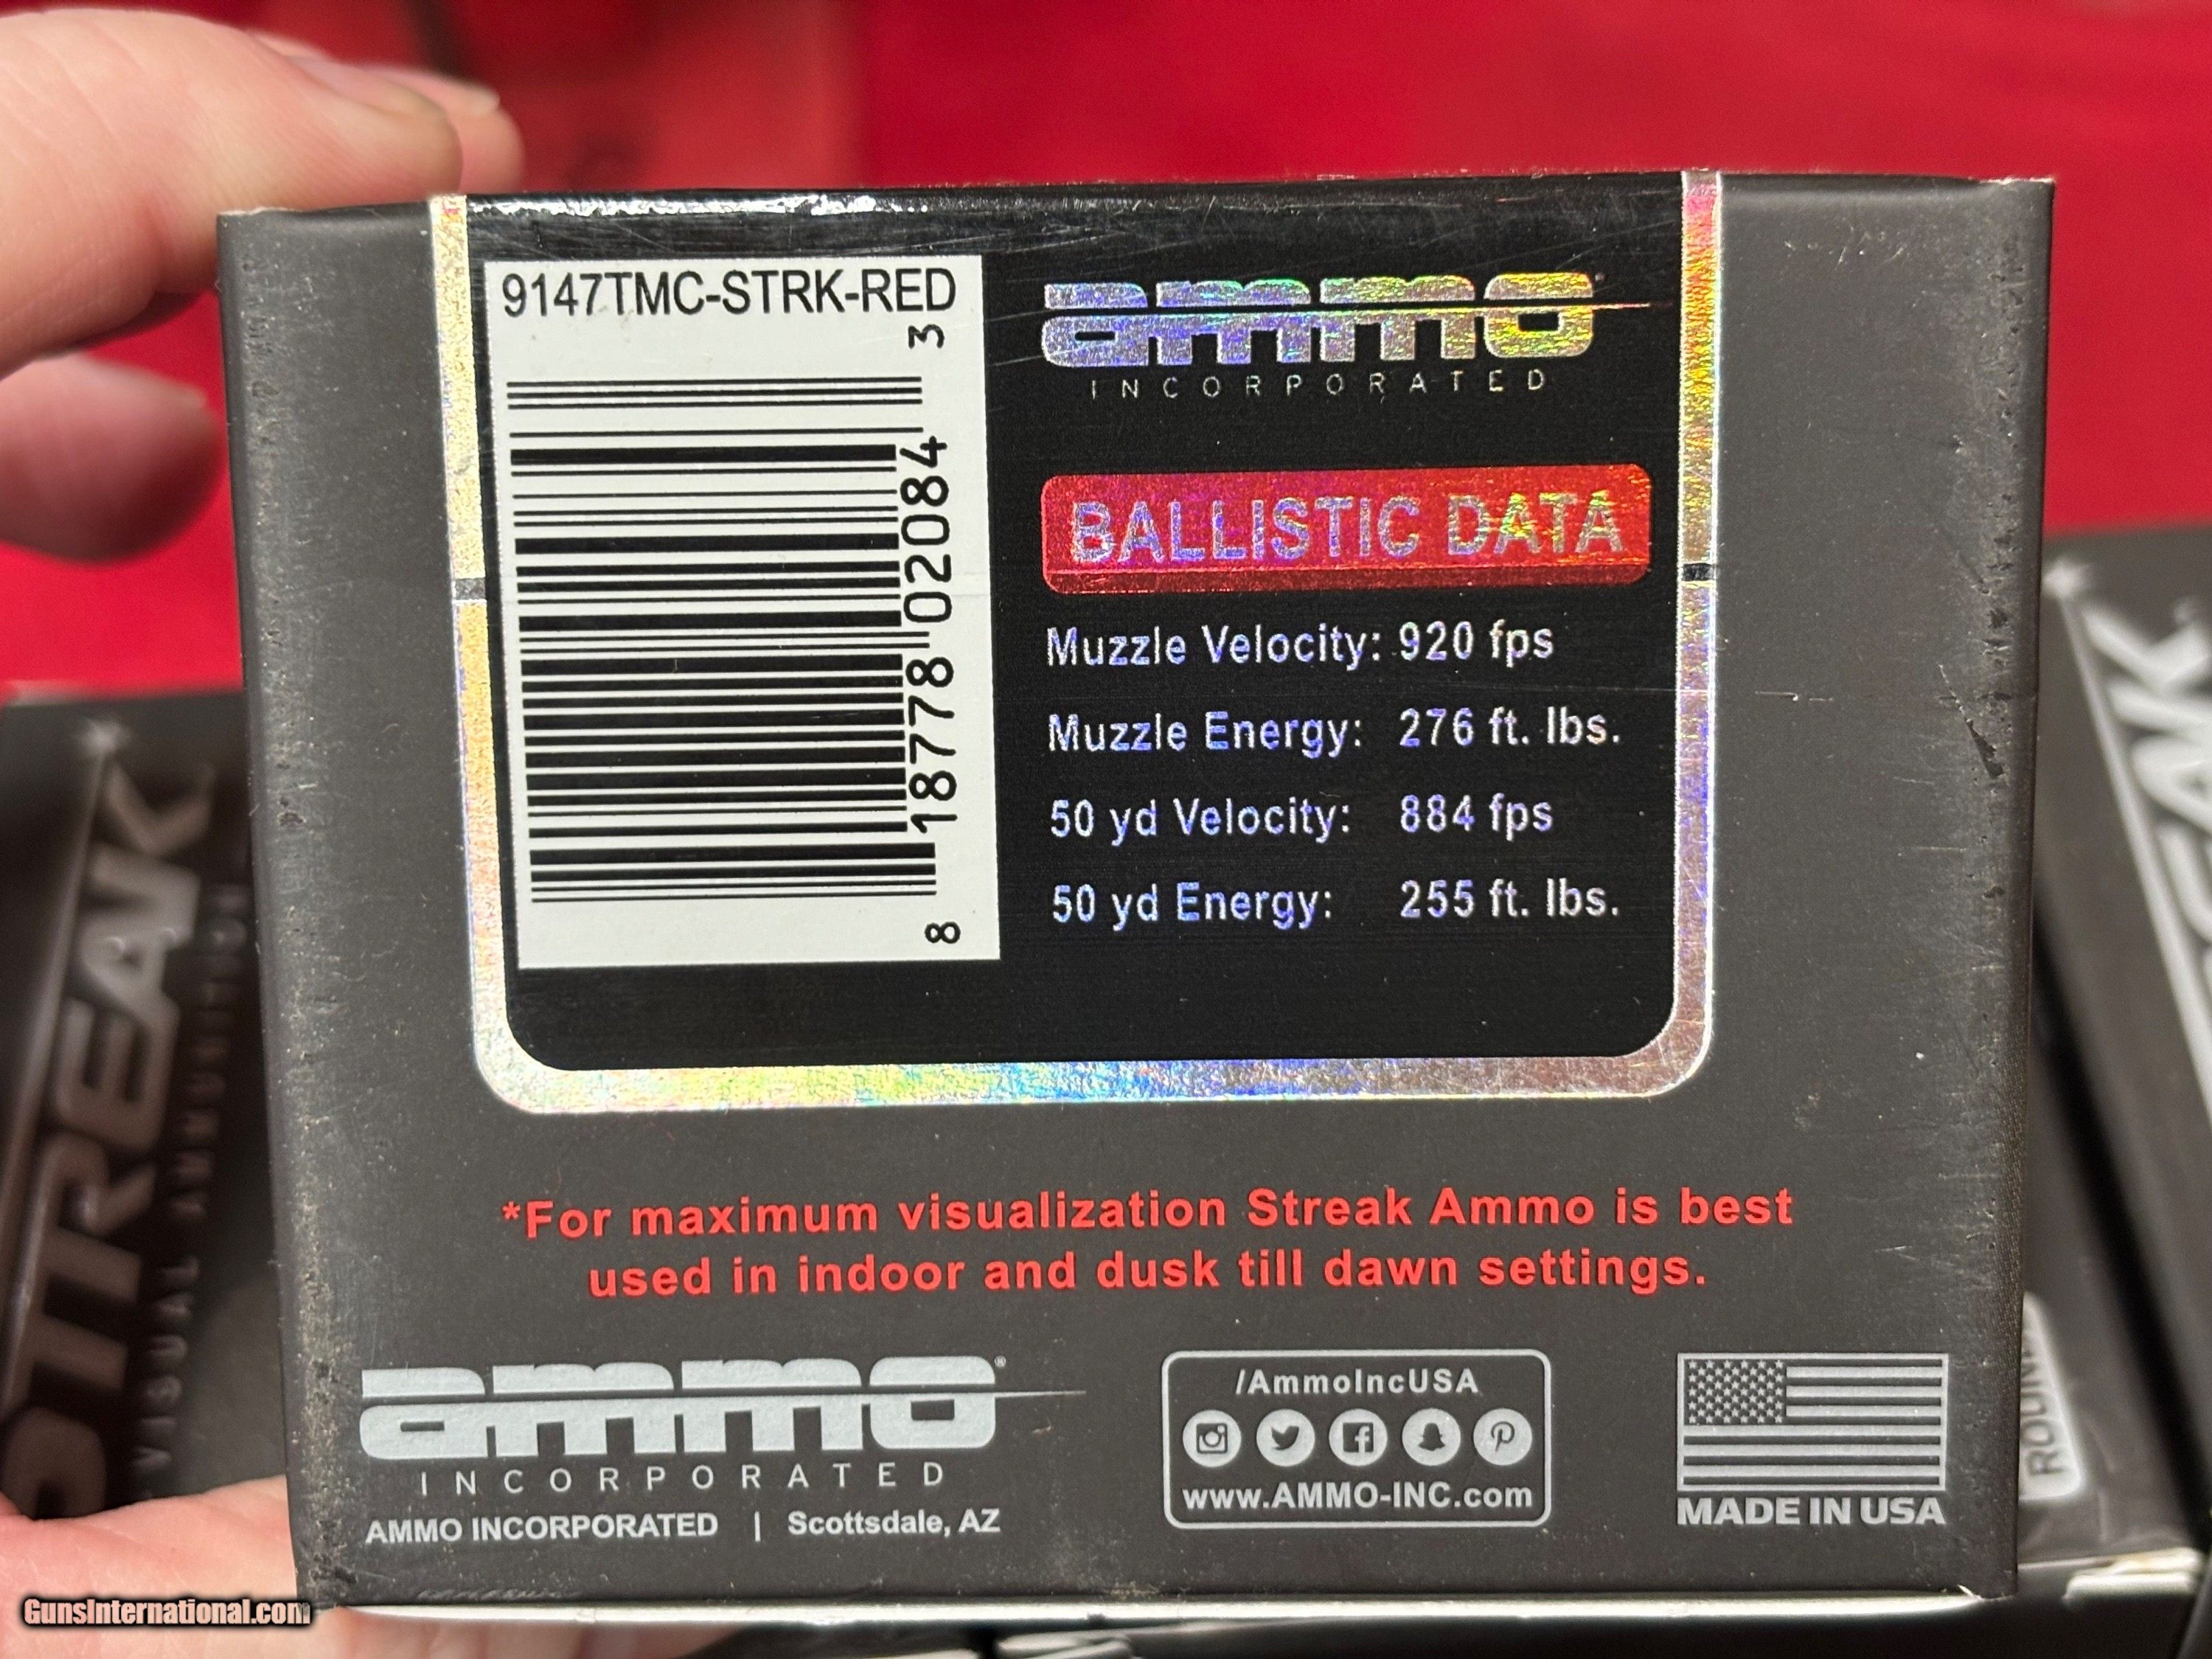 9147TMC-STRK-RED
8 18778 02084 3
ammo
INCORPORATED
BALLISTIC DATA
Muzzle Velocity: 920 fps
Muzzle Energy: 276 ft. lbs.
50 yd Velocity: 884 fps
50 yd Energy: 255 ft. lbs.
*For maximum visualization Streak Ammo is best
used in indoor and dusk till dawn settings.
ammo®
INCORPORATED
AMMO INCORPORATED | Scottsdale, AZ
/AmmoIncUSA
www.AMMO-INC.com
MADE IN USA
STREAK
VISUAL AMMUNITION
GunsInternational.com